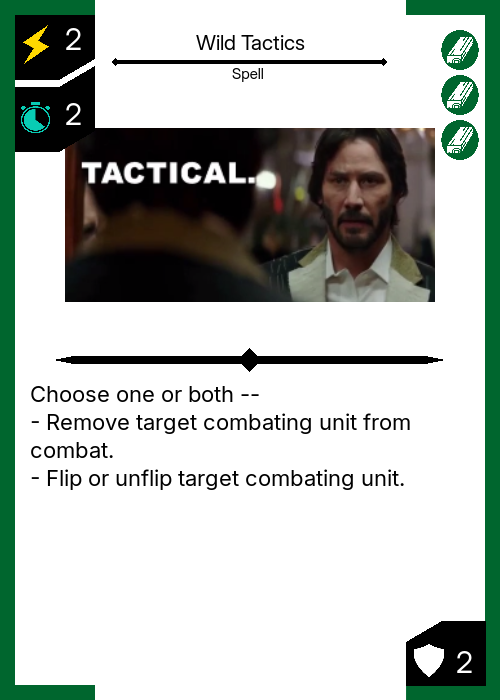 2
Wild Tactics
Spell
2
TACTICAL.
Choose one or both --
- Remove target combating unit from
combat.
- Flip or unflip target combating unit.
2